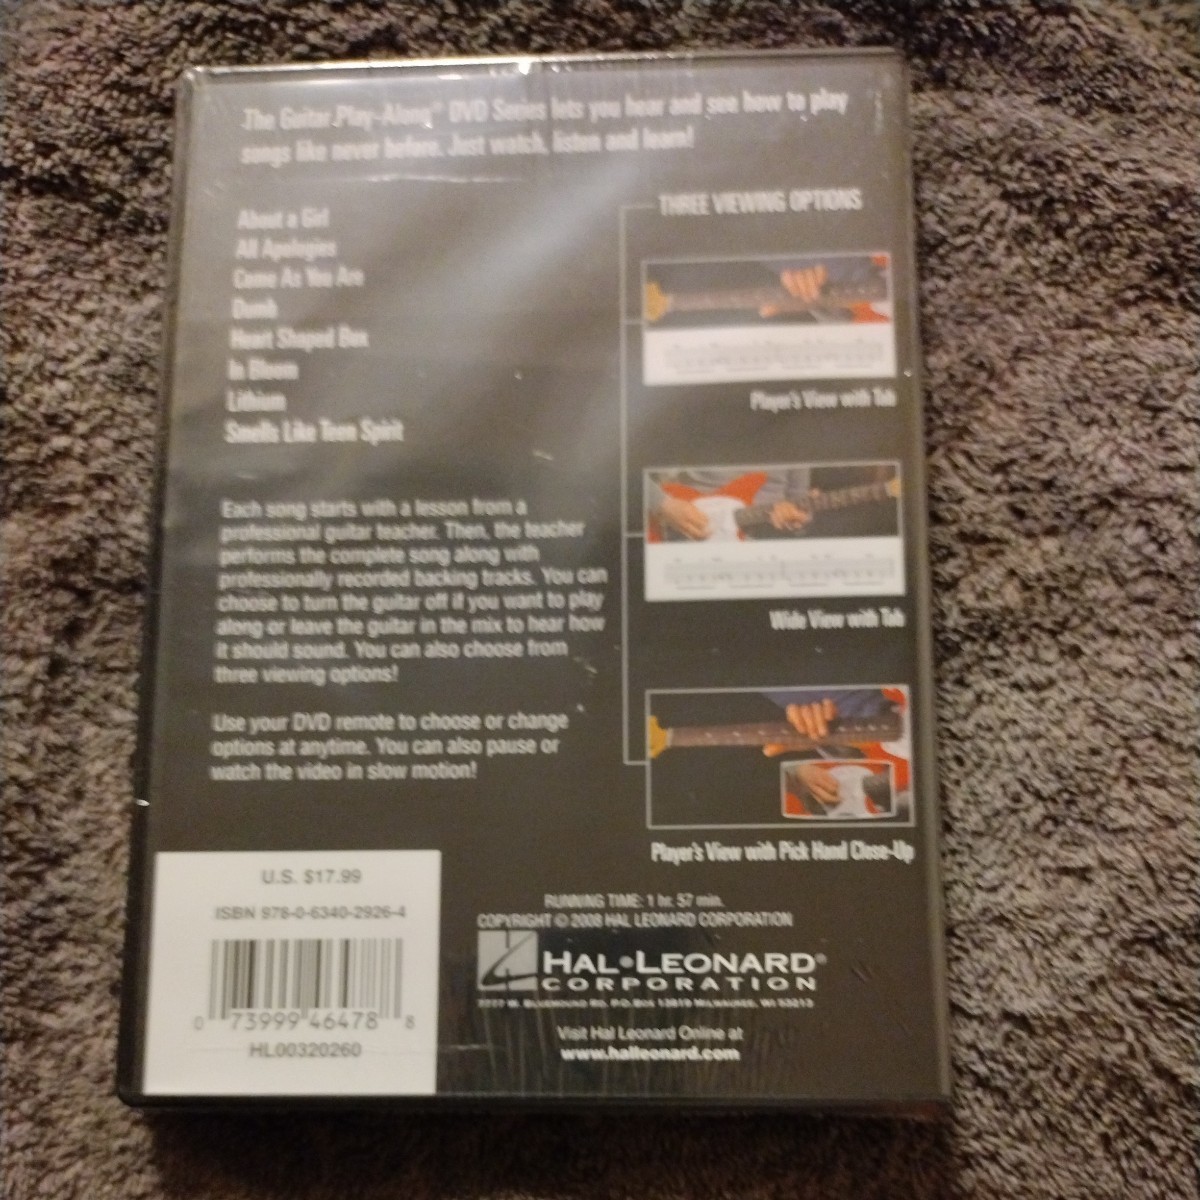 The Guitar Play-Along® DVD Series lets you hear and see how to play
songs like never before. Just watch, listen and learn!
About a Girl
All Apologies
Come As You Are
Dumb
Heart Shaped Box
In Bloom
Lithium
Smells Like Teen Spirit
Each song starts with a lesson from a
professional guitar teacher. Then, the teacher
performs the complete song along with
professionally recorded backing tracks. You can
choose to turn the guitar off if you want to play
along or leave the guitar in the mix to hear how
it should sound. You can also choose from
three viewing options!
Use your DVD remote to choose or change
options at anytime. You can also pause or
watch the video in slow motion!
THREE VIEWING OPTIONS
Player's View with Tab
Wide View with Tab
Player's View with Pick Hand Close-Up
U.S. $17.99
ISBN 978-0-6340-2926-4
0 73999 46478 8
HL00320260
RUNNING TIME: 1 hr. 57 min.
COPYRIGHT © 2008 HAL LEONARD CORPORATION
HAL•LEONARD®
CORPORATION
7777 W. BLUEMOUND RD. P.O. BOX 13819 MILWAUKEE, WI 53213
Visit Hal Leonard Online at
www.halleonard.com